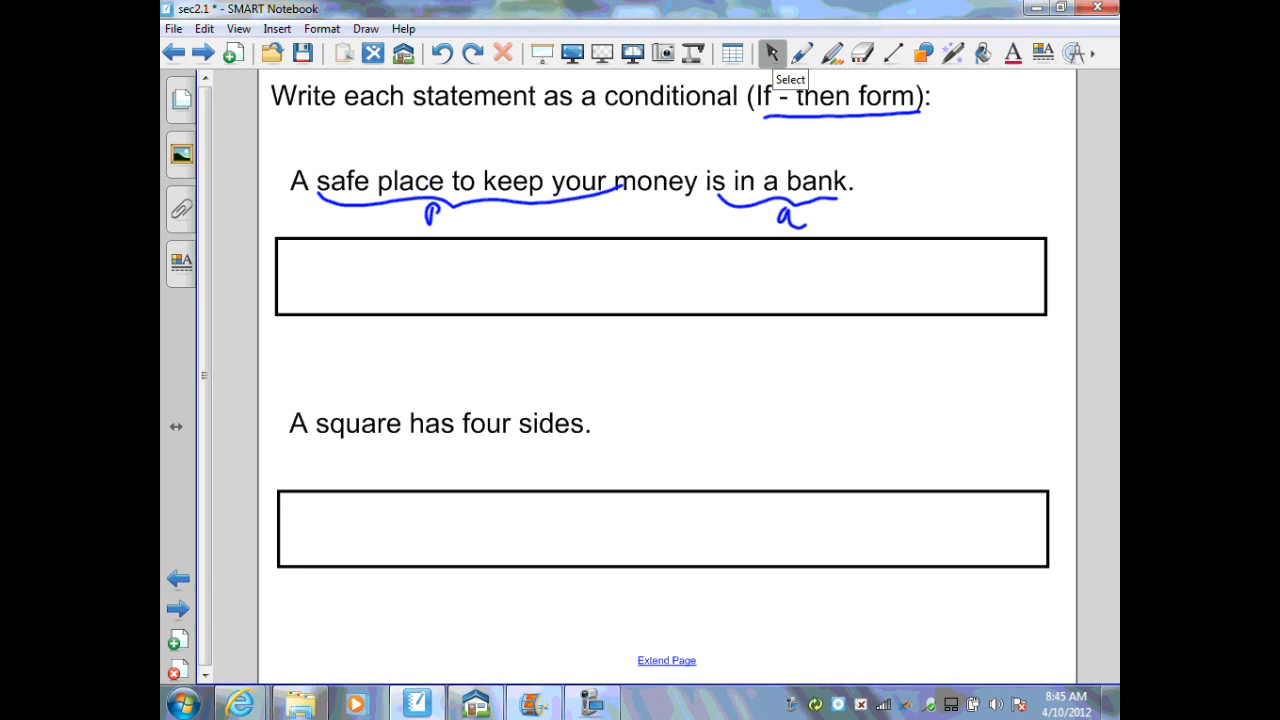 sec2.1 * - SMART Notebook
File Edit View Insert Format Draw Help
Select
Write each statement as a conditional (If - then form):
A safe place to keep your money is in a bank.
p
q
A square has four sides.
Extend Page
8:45 AM
4/10/2012